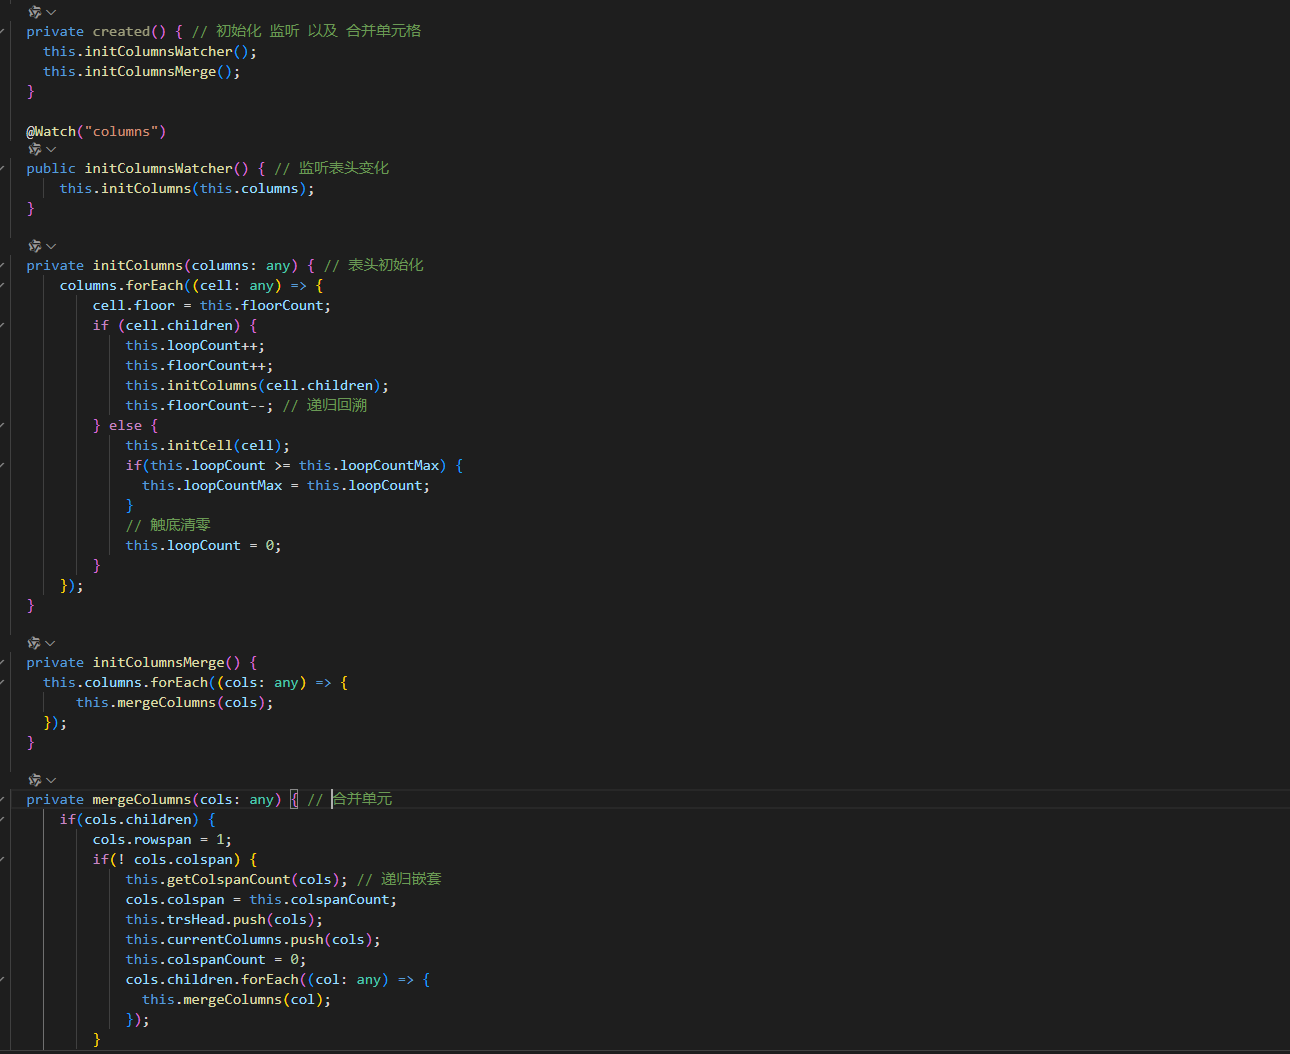 private created() { // 初始化 监听 以及 合并单元格
this.initColumnsWatcher();
this.initColumnsMerge();
}
@Watch("columns")
public initColumnsWatcher() { // 监听表头变化
this.initColumns(this.columns);
}
private initColumns(columns: any) { // 表头初始化
columns.forEach((cell: any) => {
cell.floor = this.floorCount;
if (cell.children) {
this.loopCount++;
this.floorCount++;
this.initColumns(cell.children);
this.floorCount--; // 递归回溯
} else {
this.initCell(cell);
if(this.loopCount >= this.loopCountMax) {
this.loopCountMax = this.loopCount;
}
// 触底清零
this.loopCount = 0;
}
});
}
private initColumnsMerge() {
this.columns.forEach((cols: any) => {
this.mergeColumns(cols);
});
}
private mergeColumns(cols: any) { // 合并单元
if(cols.children) {
cols.rowspan = 1;
if(! cols.colspan) {
this.getColspanCount(cols); // 递归嵌套
cols.colspan = this.colspanCount;
this.trsHead.push(cols);
this.currentColumns.push(cols);
this.colspanCount = 0;
cols.children.forEach((col: any) => {
this.mergeColumns(col);
});
}